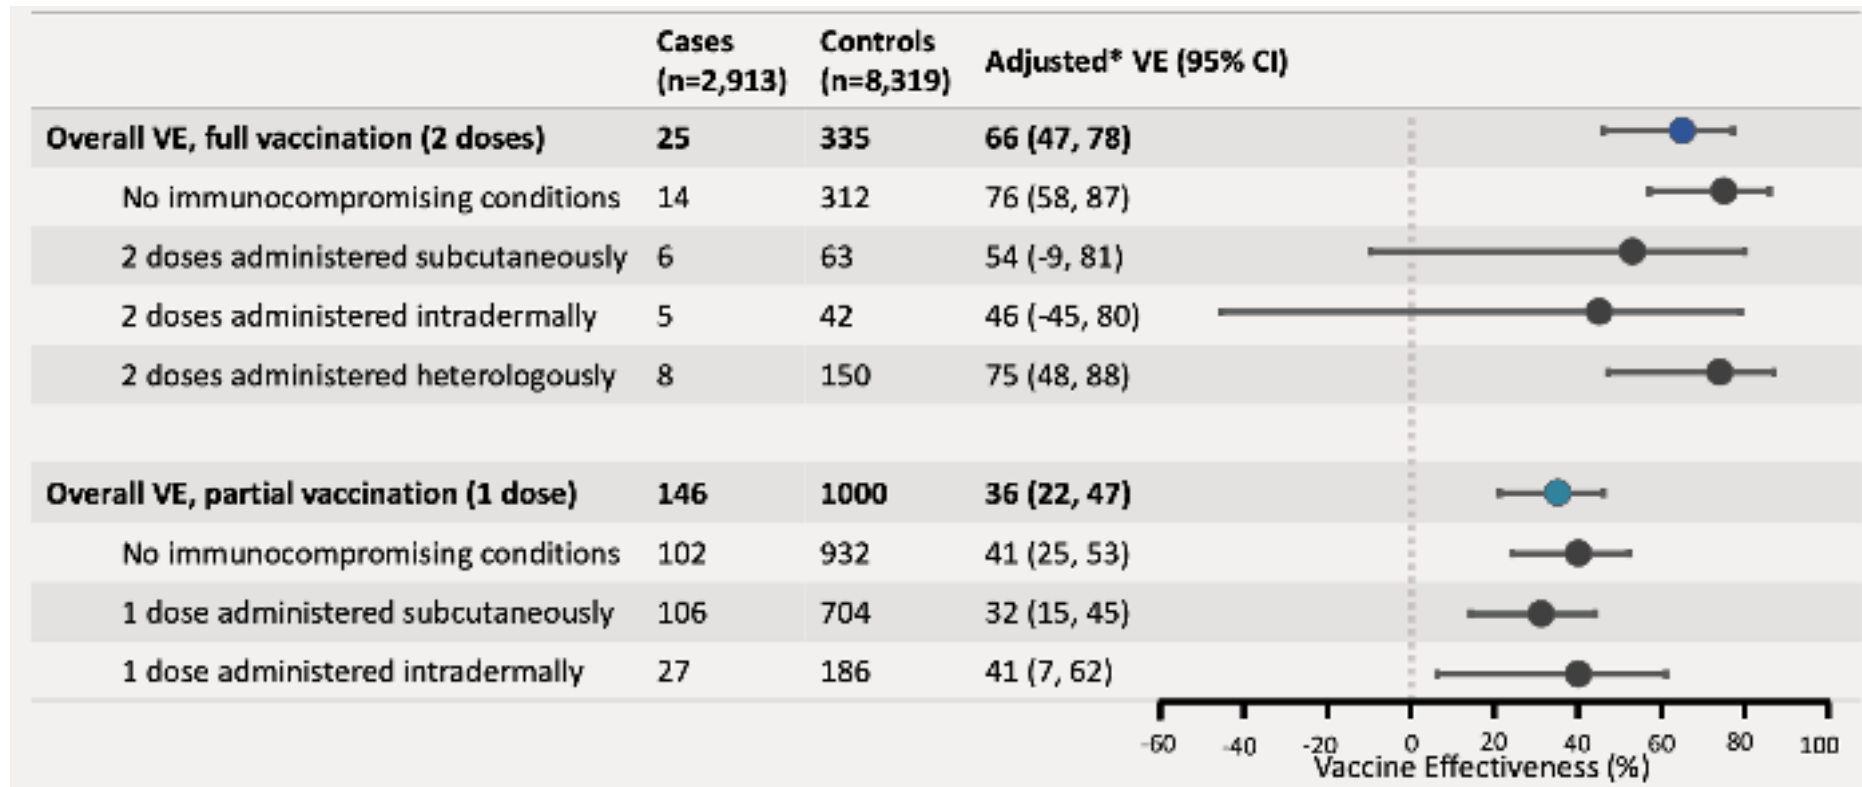 Cases Controls Adjusted* VE (95% CI)
(n=2,913) (n=8,319)
Overall VE, full vaccination (2 doses) 25 335 66 (47, 78)
No immunocompromising conditions 14 312 76 (58, 87)
2 doses administered subcutaneously 6 63 54 (-9, 81)
2 doses administered intradermally 5 42 46 (-45, 80)
2 doses administered heterologously 8 150 75 (48, 88)
Overall VE, partial vaccination (1 dose) 146 1000 36 (22, 47)
No immunocompromising conditions 102 932 41 (25, 53)
1 dose administered subcutaneously 106 704 32 (15, 45)
1 dose administered intradermally 27 186 41 (7, 62)
-60 -40 -20 0 20 40 60 80 100
Vaccine Effectiveness (%)